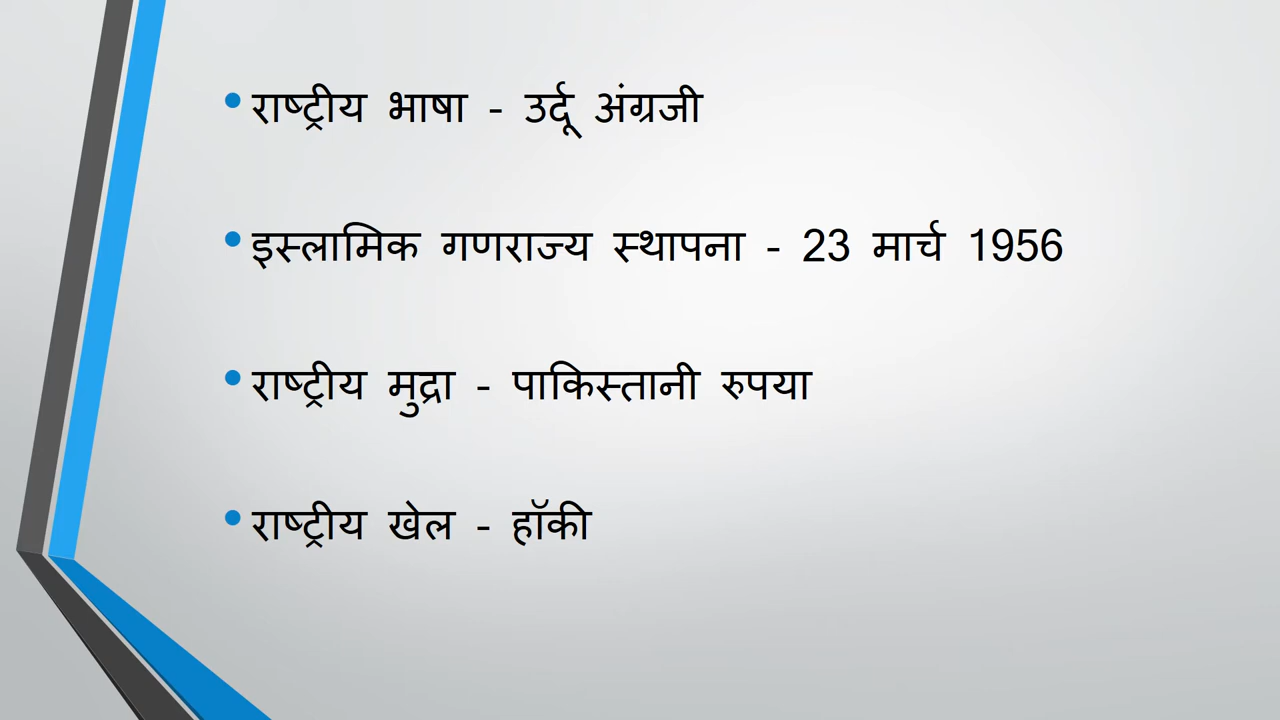 • राष्ट्रीय भाषा - उर्दू अंग्रजी
• इस्लामिक गणराज्य स्थापना - 23 मार्च 1956
• राष्ट्रीय मुद्रा - पाकिस्तानी रुपया
• राष्ट्रीय खेल - हॉकी